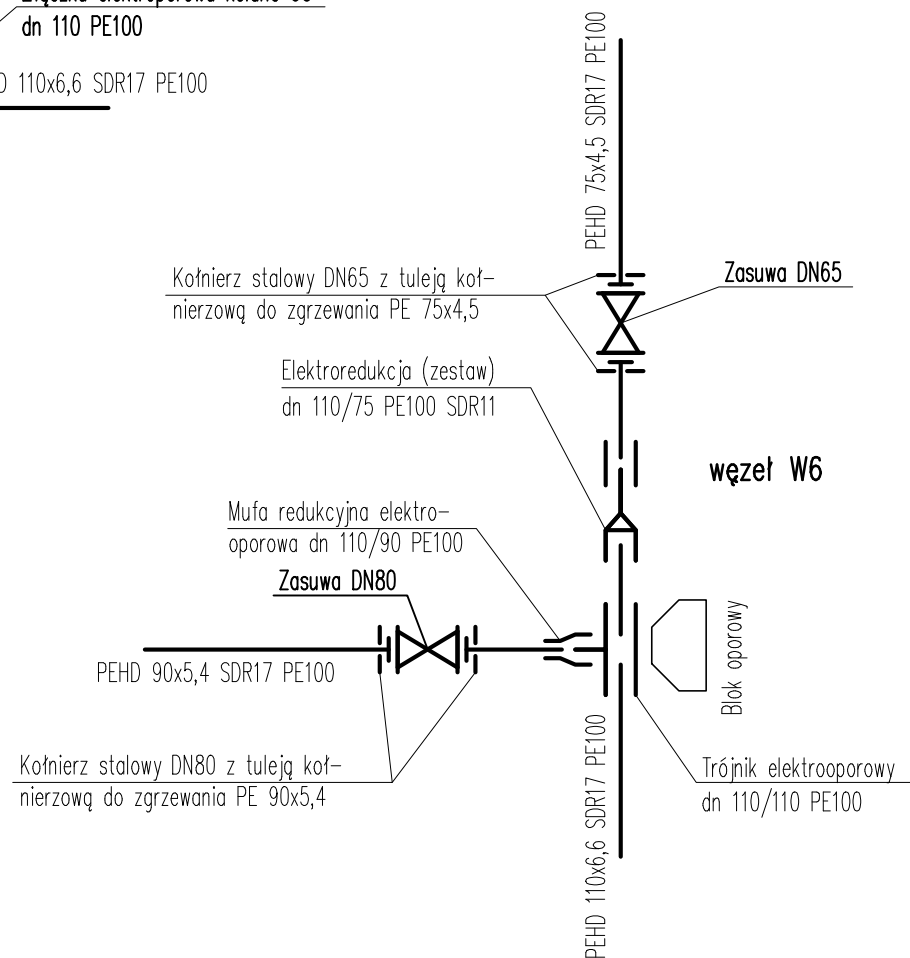 dn 110 PE100
110x6,6 SDR17 PE100
PEHD 75x4,5 SDR17 PE100
Kołnierz stalowy DN65 z tuleją koł-
nierzową do zgrzewania PE 75x4,5
Zasuwa DN65
Elektroredukcja (zestaw)
dn 110/75 PE100 SDR11
węzeł W6
Mufa redukcyjna elektro-
oporowa dn 110/90 PE100
Zasuwa DN80
PEHD 90x5,4 SDR17 PE100
Blok oporowy
Kołnierz stalowy DN80 z tuleją koł-
nierzową do zgrzewania PE 90x5,4
PEHD 110x6,6 SDR17 PE100
Trójnik elektrooporowy
dn 110/110 PE100